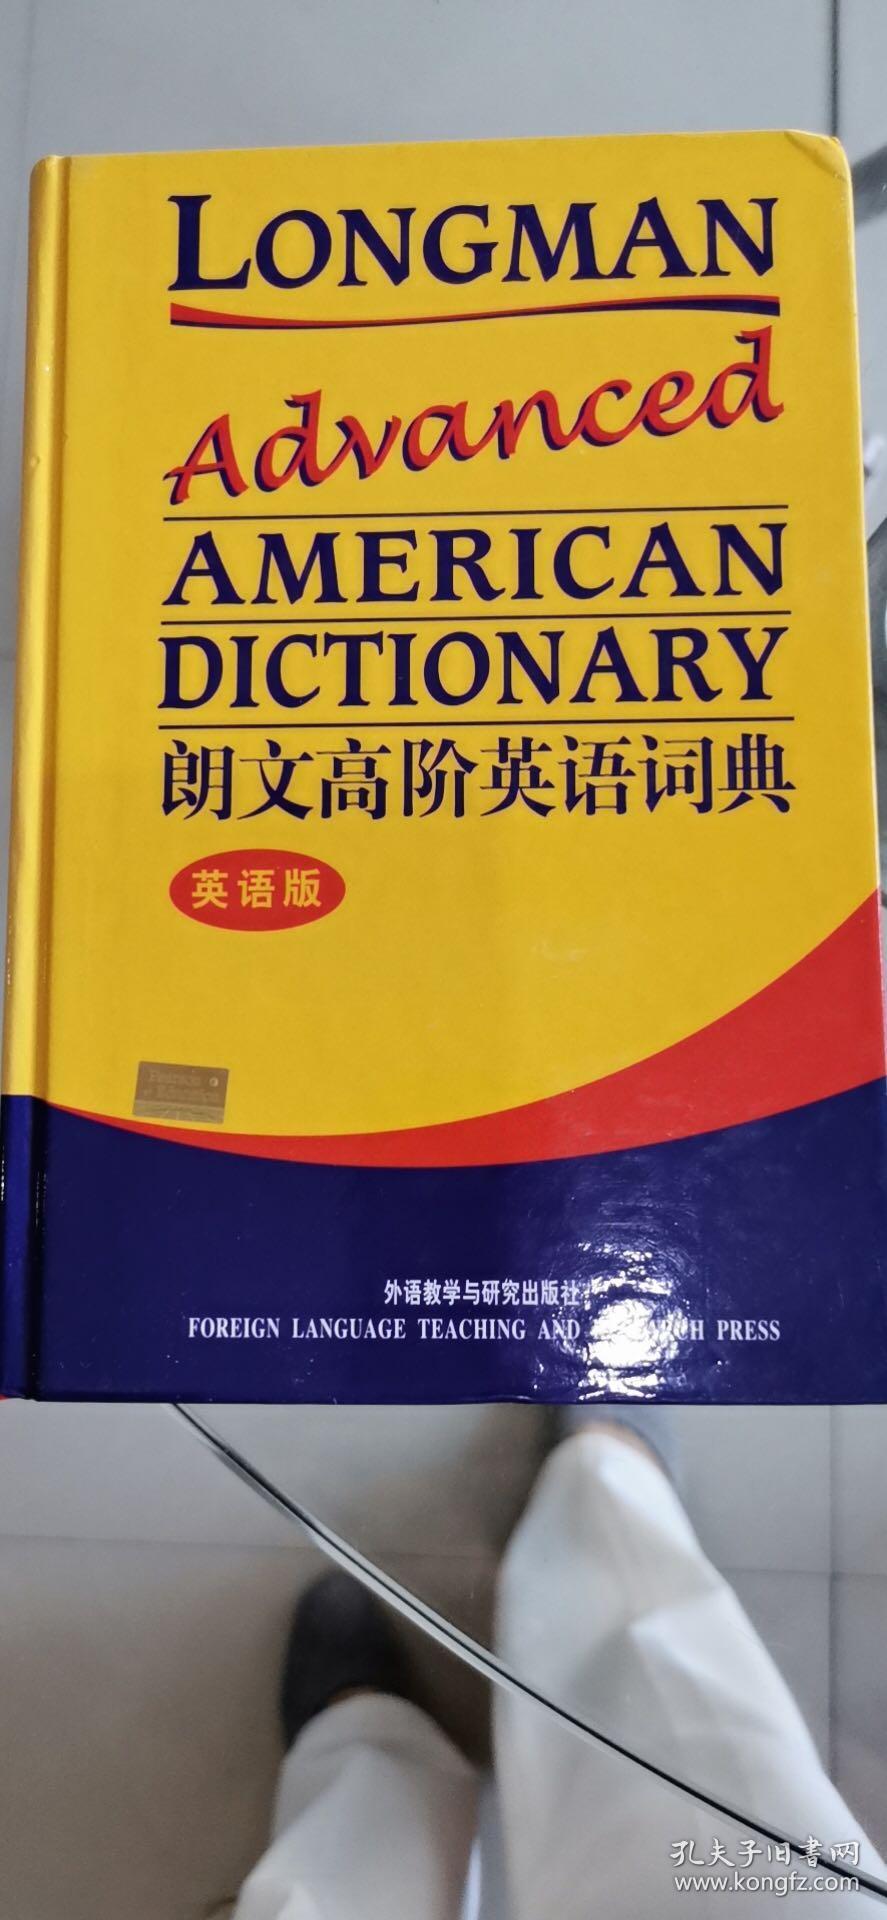 LONGMAN
Advanced
AMERICAN
DICTIONARY
朗文高阶英语词典
英语版
Pearson
Education
外语教学与研究出版社
FOREIGN LANGUAGE TEACHING AND PRESS
孔夫子旧书网
www.kongfz.com